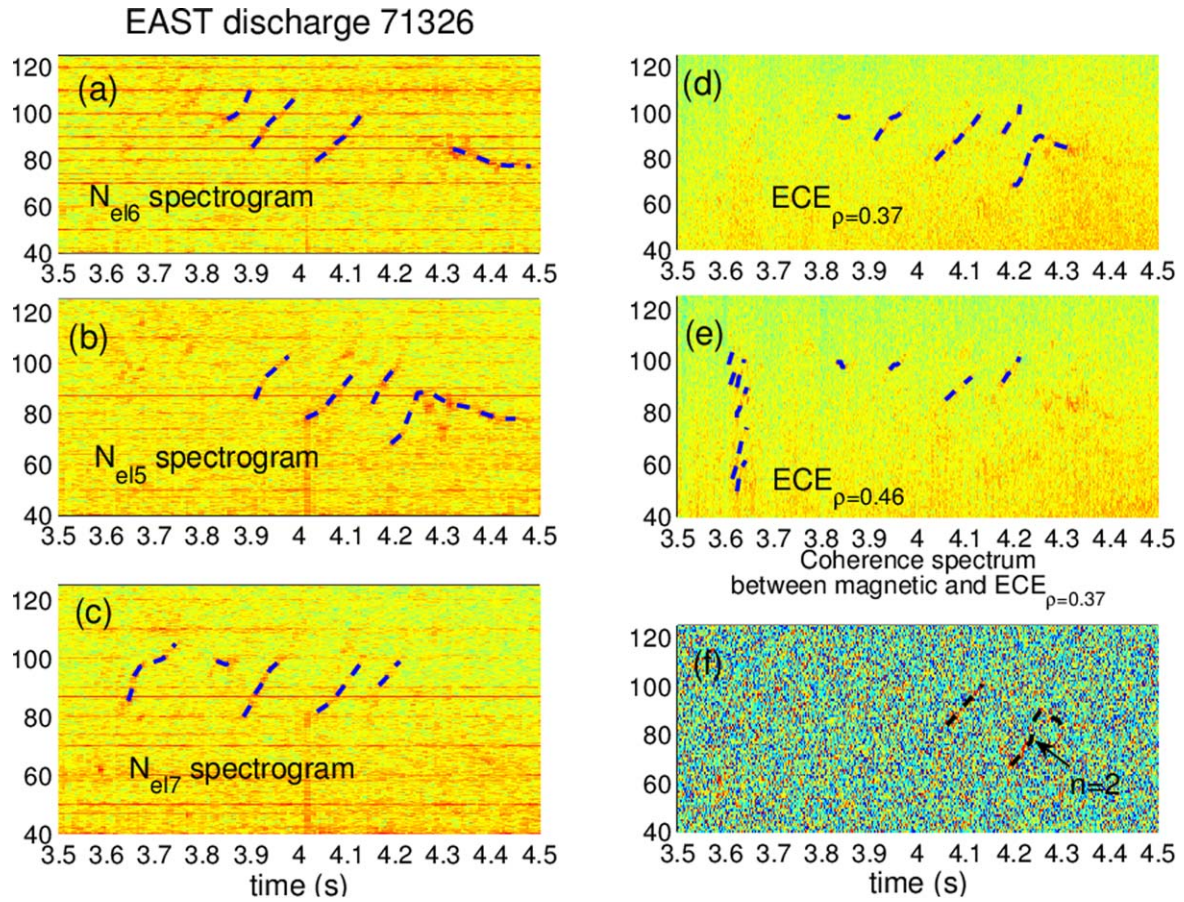 EAST discharge 71326
120
100
80
60
40
(a)
N_el6 spectrogram
3.5 3.6 3.7 3.8 3.9 4 4.1 4.2 4.3 4.4 4.5
120
100
80
60
40
(b)
N_el5 spectrogram
3.5 3.6 3.7 3.8 3.9 4 4.1 4.2 4.3 4.4 4.5
120
100
80
60
40
(c)
N_el7 spectrogram
3.5 3.6 3.7 3.8 3.9 4 4.1 4.2 4.3 4.4 4.5
time (s)
120
100
80
60
40
(d)
ECE_ρ=0.37
3.5 3.6 3.7 3.8 3.9 4 4.1 4.2 4.3 4.4 4.5
120
100
80
60
40
(e)
ECE_ρ=0.46
3.5 3.6 3.7 3.8 3.9 4 4.1 4.2 4.3 4.4 4.5
Coherence spectrum
between magnetic and ECE_ρ=0.37
120
100
80
60
40
(f)
n=2
3.5 3.6 3.7 3.8 3.9 4 4.1 4.2 4.3 4.4 4.5
time (s)